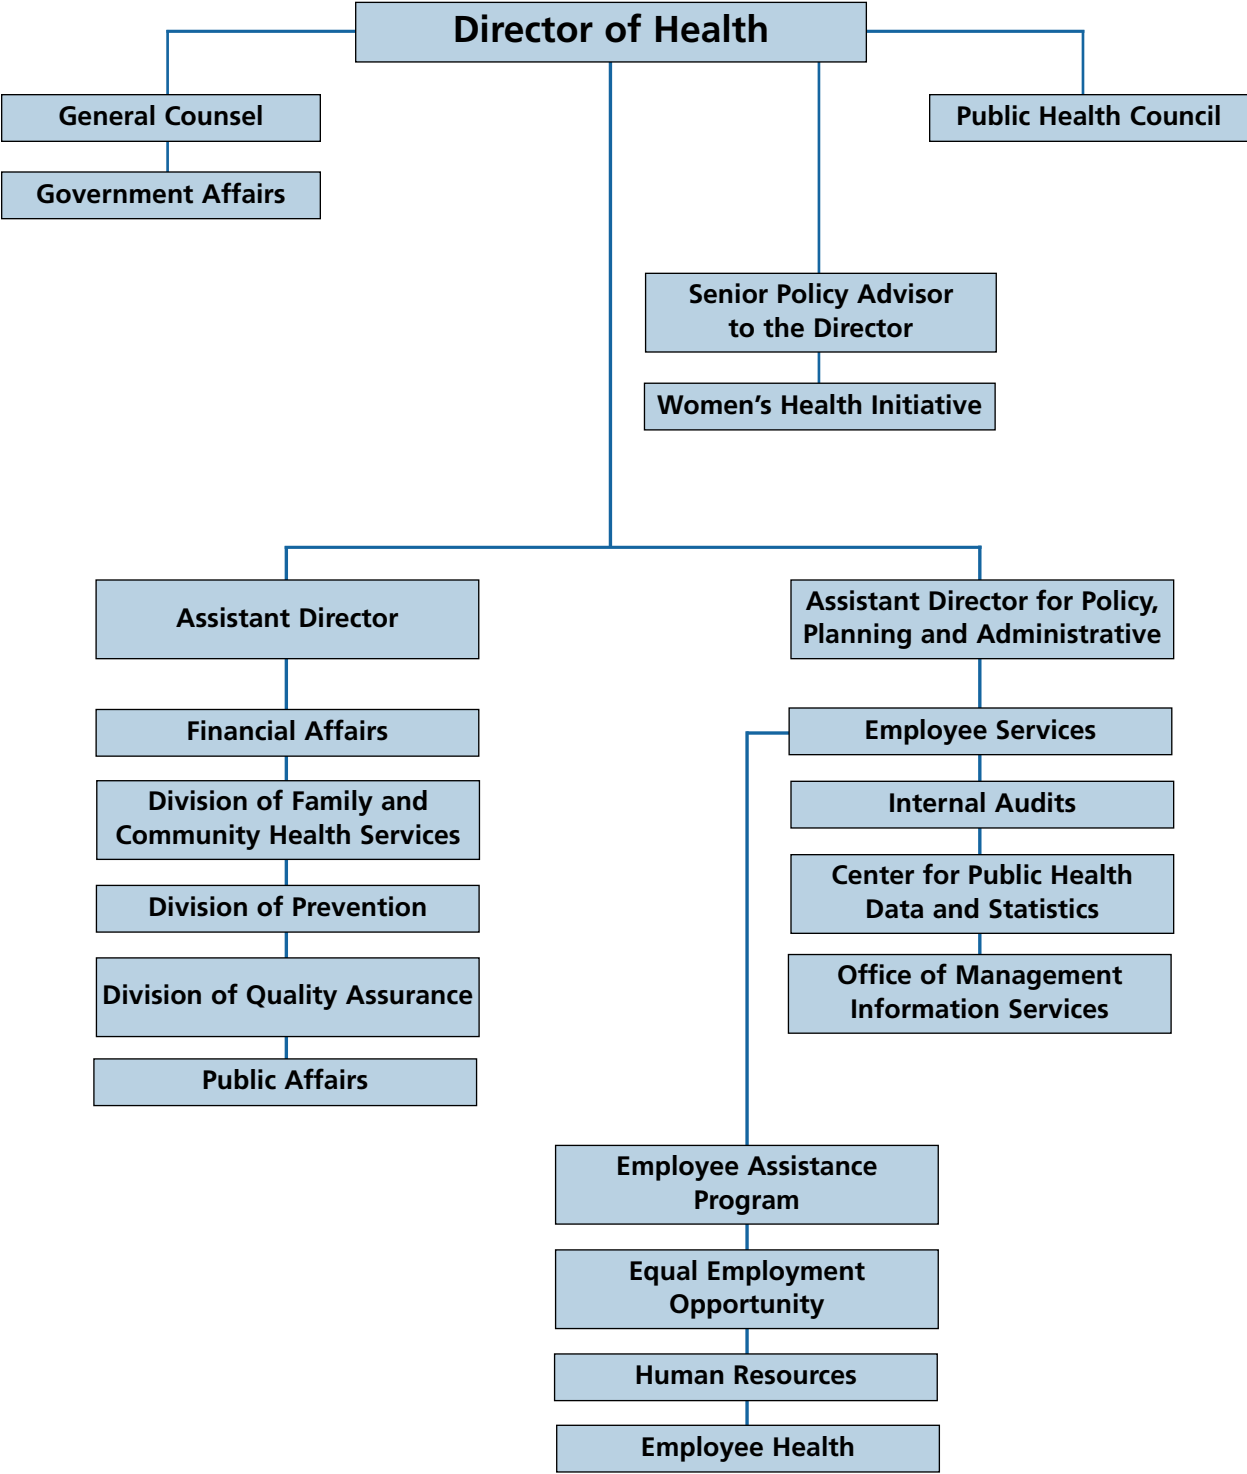 Director of Health
General Counsel
Public Health Council
Government Affairs
Senior Policy Advisor
to the Director
Women’s Health Initiative
Assistant Director
Financial Affairs
Division of Family and
Community Health Services
Division of Prevention
Division of Quality Assurance
Public Affairs
Assistant Director for Policy,
Planning and Administrative
Employee Services
Internal Audits
Center for Public Health
Data and Statistics
Office of Management
Information Services
Employee Assistance
Program
Equal Employment
Opportunity
Human Resources
Employee Health